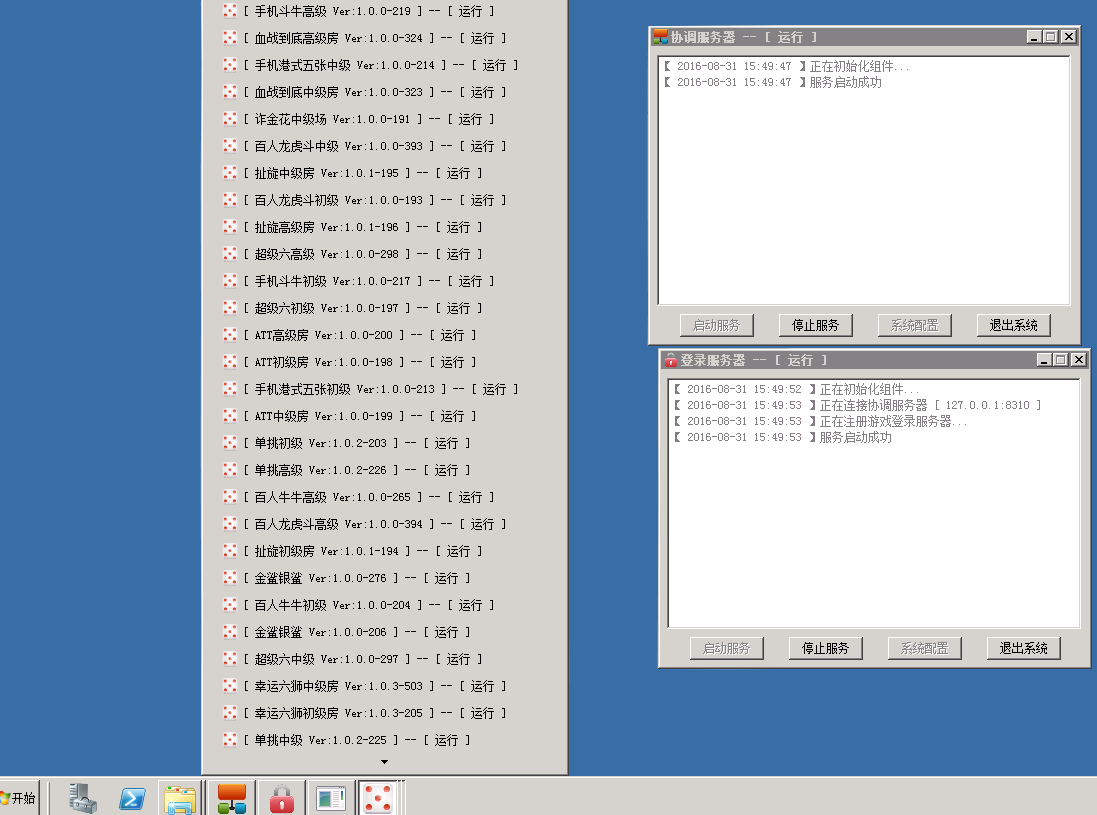 [ 手机斗牛高级 Ver:1.0.0-219 ] -- [ 运行 ]
[ 血战到底高级房 Ver:1.0.0-324 ] -- [ 运行 ]
[ 手机港式五张中级 Ver:1.0.0-214 ] -- [ 运行 ]
[ 血战到底中级房 Ver:1.0.0-323 ] -- [ 运行 ]
[ 诈金花中级场 Ver:1.0.0-191 ] -- [ 运行 ]
[ 百人龙虎斗中级 Ver:1.0.0-393 ] -- [ 运行 ]
[ 扯旋中级房 Ver:1.0.1-195 ] -- [ 运行 ]
[ 百人龙虎斗初级 Ver:1.0.0-193 ] -- [ 运行 ]
[ 扯旋高级房 Ver:1.0.1-196 ] -- [ 运行 ]
[ 超级六高级 Ver:1.0.0-298 ] -- [ 运行 ]
[ 手机斗牛初级 Ver:1.0.0-217 ] -- [ 运行 ]
[ 超级六初级 Ver:1.0.0-197 ] -- [ 运行 ]
[ ATT高级房 Ver:1.0.0-200 ] -- [ 运行 ]
[ ATT初级房 Ver:1.0.0-198 ] -- [ 运行 ]
[ 手机港式五张初级 Ver:1.0.0-213 ] -- [ 运行 ]
[ ATT中级房 Ver:1.0.0-199 ] -- [ 运行 ]
[ 单挑初级 Ver:1.0.2-203 ] -- [ 运行 ]
[ 单挑高级 Ver:1.0.2-226 ] -- [ 运行 ]
[ 百人牛牛高级 Ver:1.0.0-265 ] -- [ 运行 ]
[ 百人龙虎斗高级 Ver:1.0.0-394 ] -- [ 运行 ]
[ 扯旋初级房 Ver:1.0.1-194 ] -- [ 运行 ]
[ 金鲨银鲨 Ver:1.0.0-276 ] -- [ 运行 ]
[ 百人牛牛初级 Ver:1.0.0-204 ] -- [ 运行 ]
[ 金鲨银鲨 Ver:1.0.0-206 ] -- [ 运行 ]
[ 超级六中级 Ver:1.0.0-297 ] -- [ 运行 ]
[ 幸运六狮中级房 Ver:1.0.3-503 ] -- [ 运行 ]
[ 幸运六狮初级房 Ver:1.0.3-205 ] -- [ 运行 ]
[ 单挑中级 Ver:1.0.2-225 ] -- [ 运行 ]
协调服务器 -- [ 运行 ]
【 2016-08-31 15:49:47 】正在初始化组件...
【 2016-08-31 15:49:47 】服务启动成功
启动服务 停止服务 系统配置 退出系统
登录服务器 -- [ 运行 ]
【 2016-08-31 15:49:52 】正在初始化组件...
【 2016-08-31 15:49:53 】正在连接协调服务器 [ 127.0.0.1:8310 ]
【 2016-08-31 15:49:53 】正在注册游戏登录服务器...
【 2016-08-31 15:49:53 】服务启动成功
启动服务 停止服务 系统配置 退出系统
开始